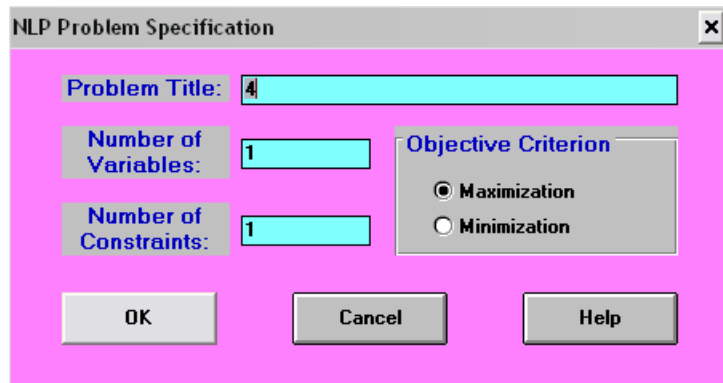 NLP Problem Specification
Problem Title: 4
Number of
Variables: 1
Number of
Constraints: 1
Objective Criterion
Maximization
Minimization
OK Cancel Help